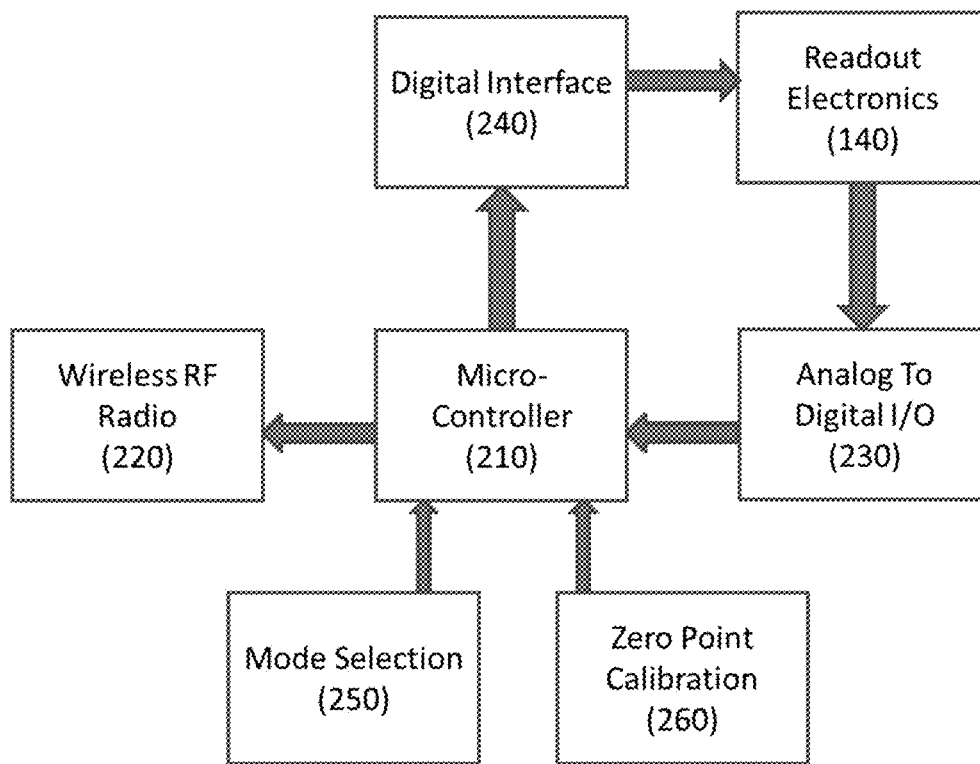 Digital Interface
(240)
Readout
Electronics
(140)
Wireless RF
Radio
(220)
Micro-
Controller
(210)
Analog To
Digital I/O
(230)
Mode Selection
(250)
Zero Point
Calibration
(260)